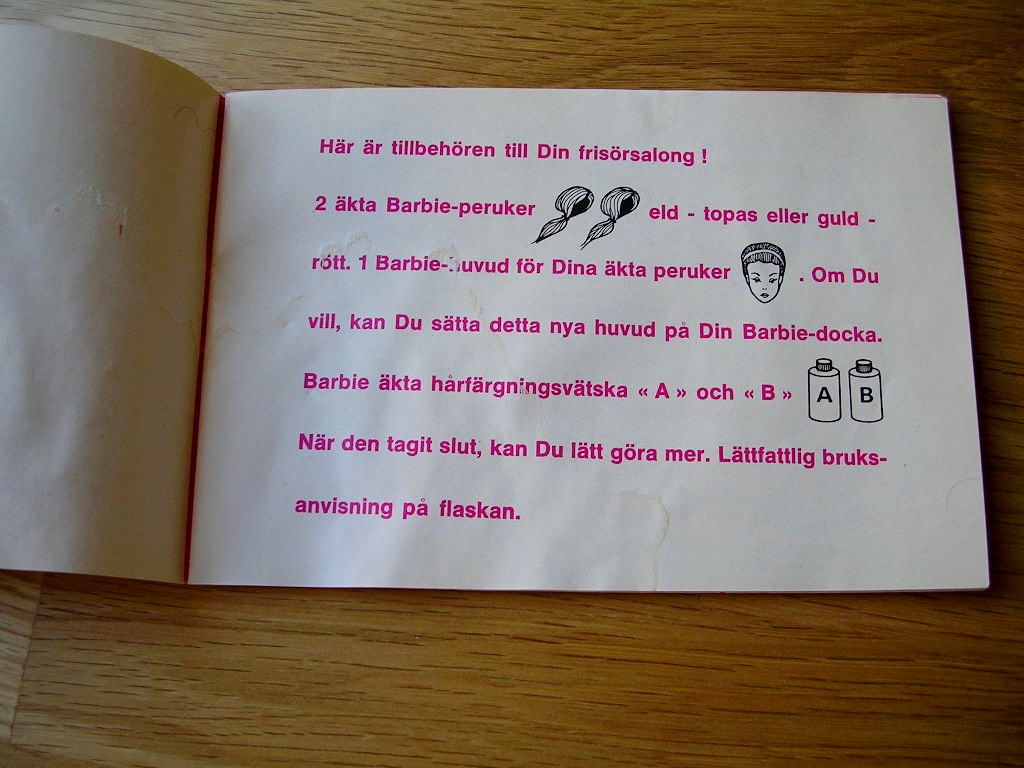 Här är tillbehören till Din frisörsalong !
2 äkta Barbie-peruker eld - topas eller guld -
rött. 1 Barbie-huvud för Dina äkta peruker . Om Du
vill, kan Du sätta detta nya huvud på Din Barbie-docka.
Barbie äkta hårfärgningsvätska « A » och « B » A B
När den tagit slut, kan Du lätt göra mer. Lättfattlig bruks-
anvisning på flaskan.